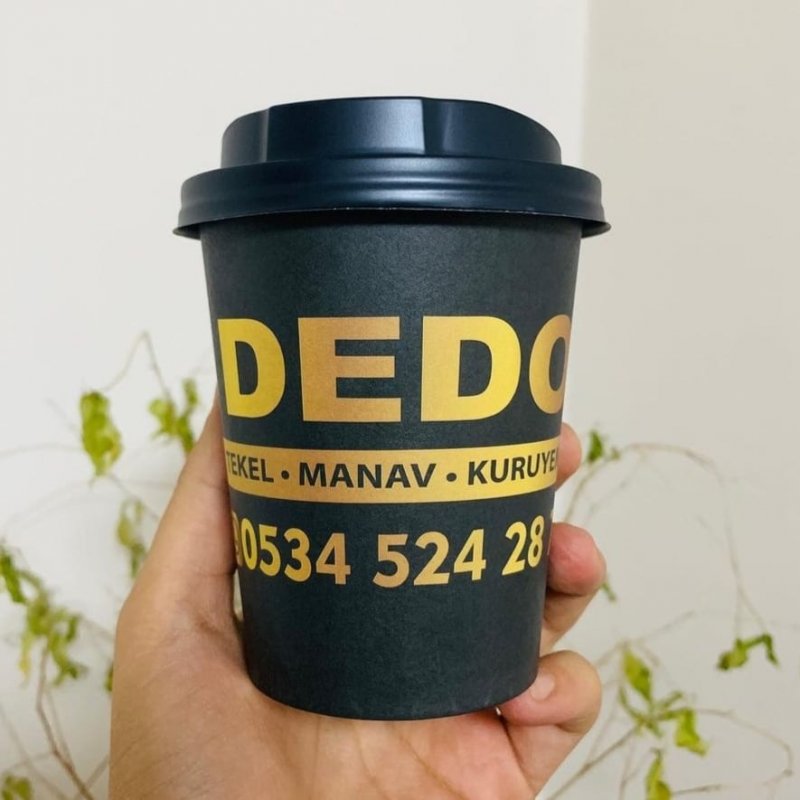 DEDO
TEKEL • MANAV • KURUYE
0534 524 28